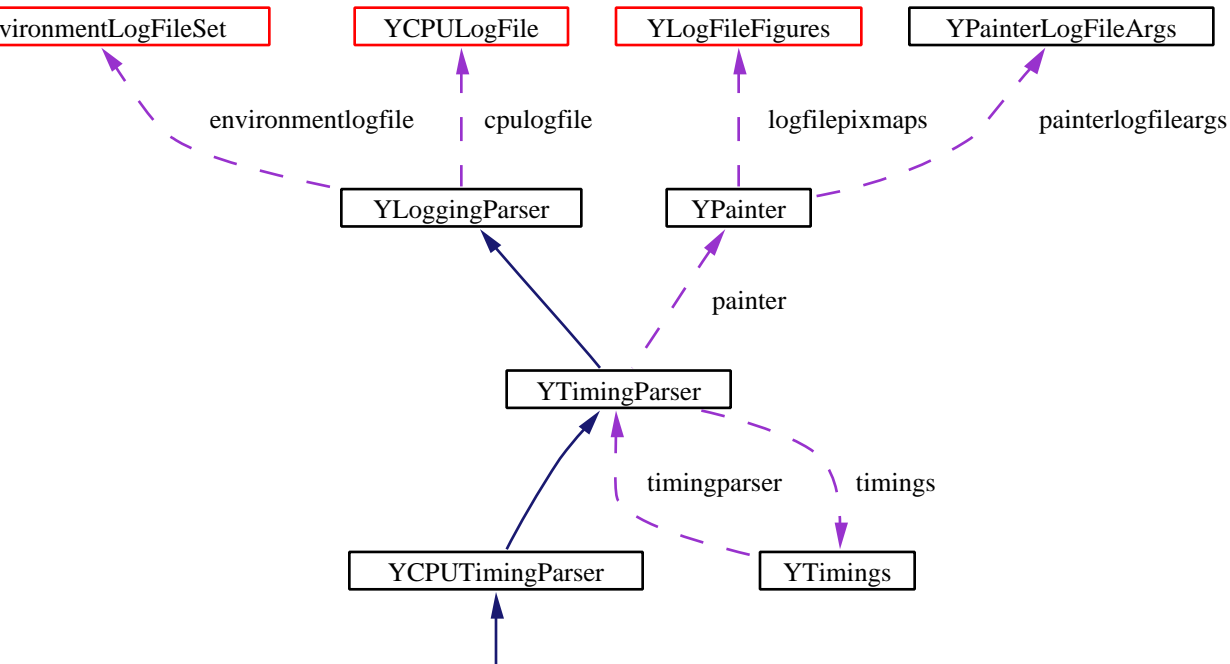 vironmentLogFileSet
YCPULogFile
YLogFileFigures
YPainterLogFileArgs
environmentlogfile
cpulogfile
logfilepixmaps
painterlogfileargs
YLoggingParser
YPainter
painter
YTimingParser
timingparser
timings
YCPUTimingParser
YTimings